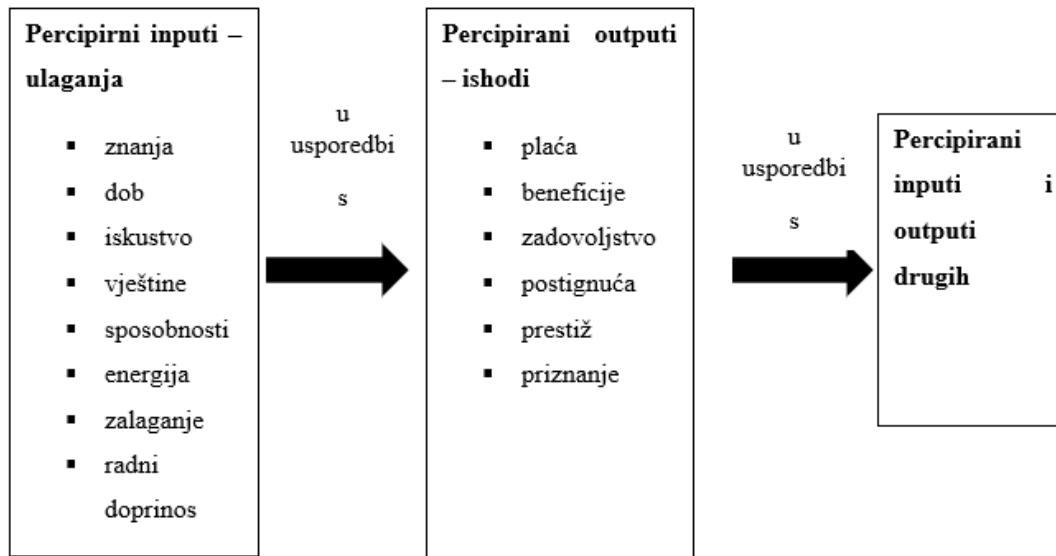 Percipirni inputi –
ulaganja
▪ znanja
▪ dob
▪ iskustvo
▪ vještine
▪ sposobnosti
▪ energija
▪ zalaganje
▪ radni
doprinos
u
usporedbi
s
Percipirani outputi
– ishodi
▪ plaća
▪ beneficije
▪ zadovoljstvo
▪ postignuća
▪ prestiž
▪ priznanje
u
usporedbi
s
Percipirani
inputi i
outputi
drugih